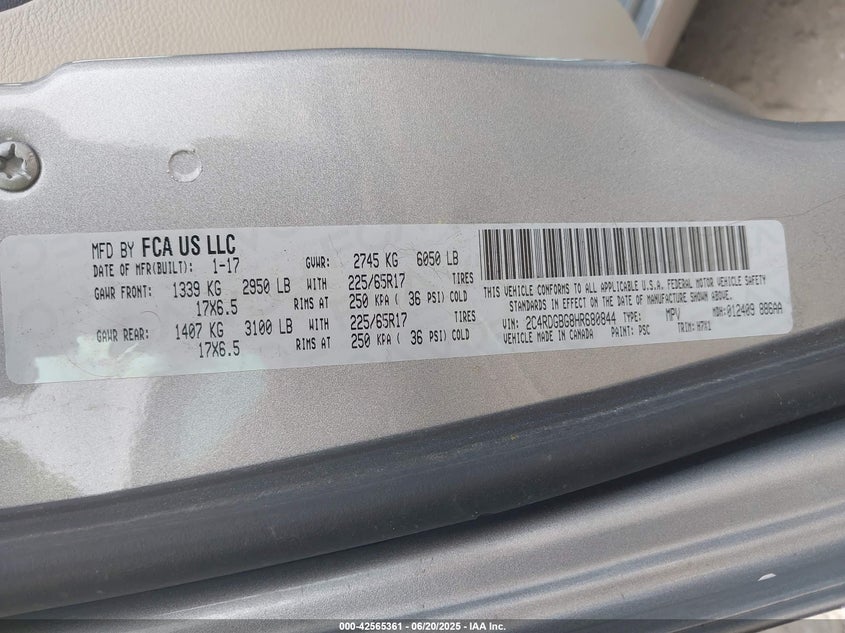 MFD BY FCA US LLC
DATE OF MFR(BUILT): 1-17 GVWR: 2745 KG 6050 LB
GAWR FRONT: 1339 KG 2950 LB WITH 225/65R17 TIRES
17X6.5 RIMS AT 250 KPA ( 36 PSI) COLD
GAWR REAR: 1407 KG 3100 LB WITH 225/65R17 TIRES
17X6.5 RIMS AT 250 KPA ( 36 PSI) COLD
THIS VEHICLE CONFORMS TO ALL APPLICABLE U.S.A. FEDERAL MOTOR VEHICLE SAFETY
STANDARDS IN EFFECT ON THE DATE OF MANUFACTURE SHOWN ABOVE.
VIN: 2C4RDGBG8HR680844 TYPE: MPV MDH: 012409 886AA
VEHICLE MADE IN CANADA PAINT: PSC TRIM:
000-42565361 - 06/20/2025 - IAA Inc.